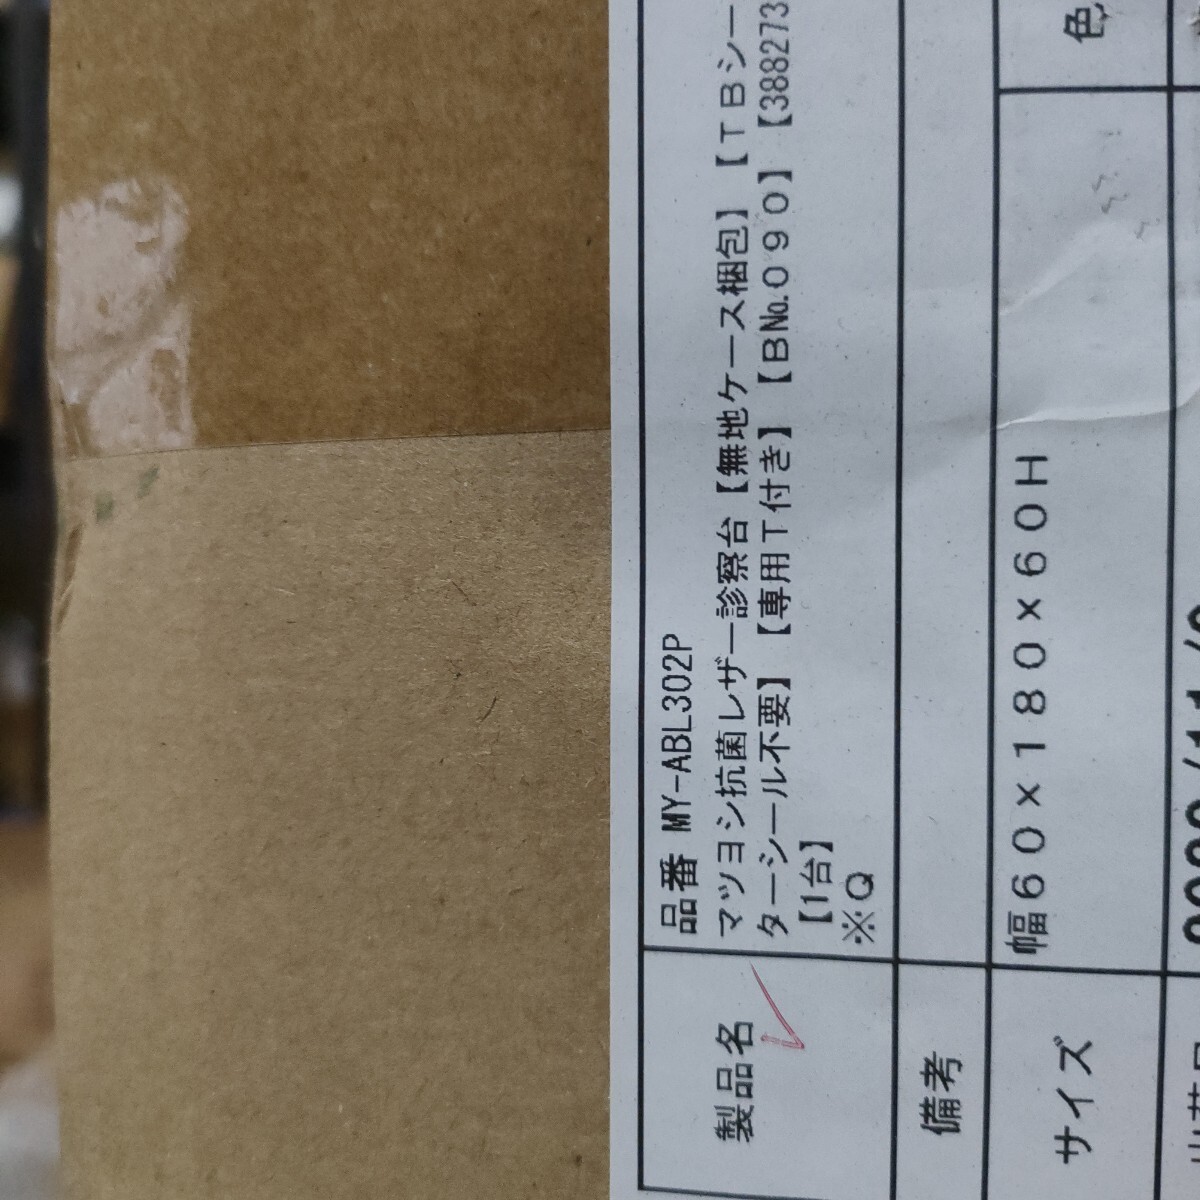 製品名
品番 MY-ABL302P
マツヨシ抗菌レザー診察台【無地ケース梱包】【TBシー
ターシール不要】【専用T付き】【B№090】【388273
【1台】
※Q
備考
サイズ
幅60×180×60H
色